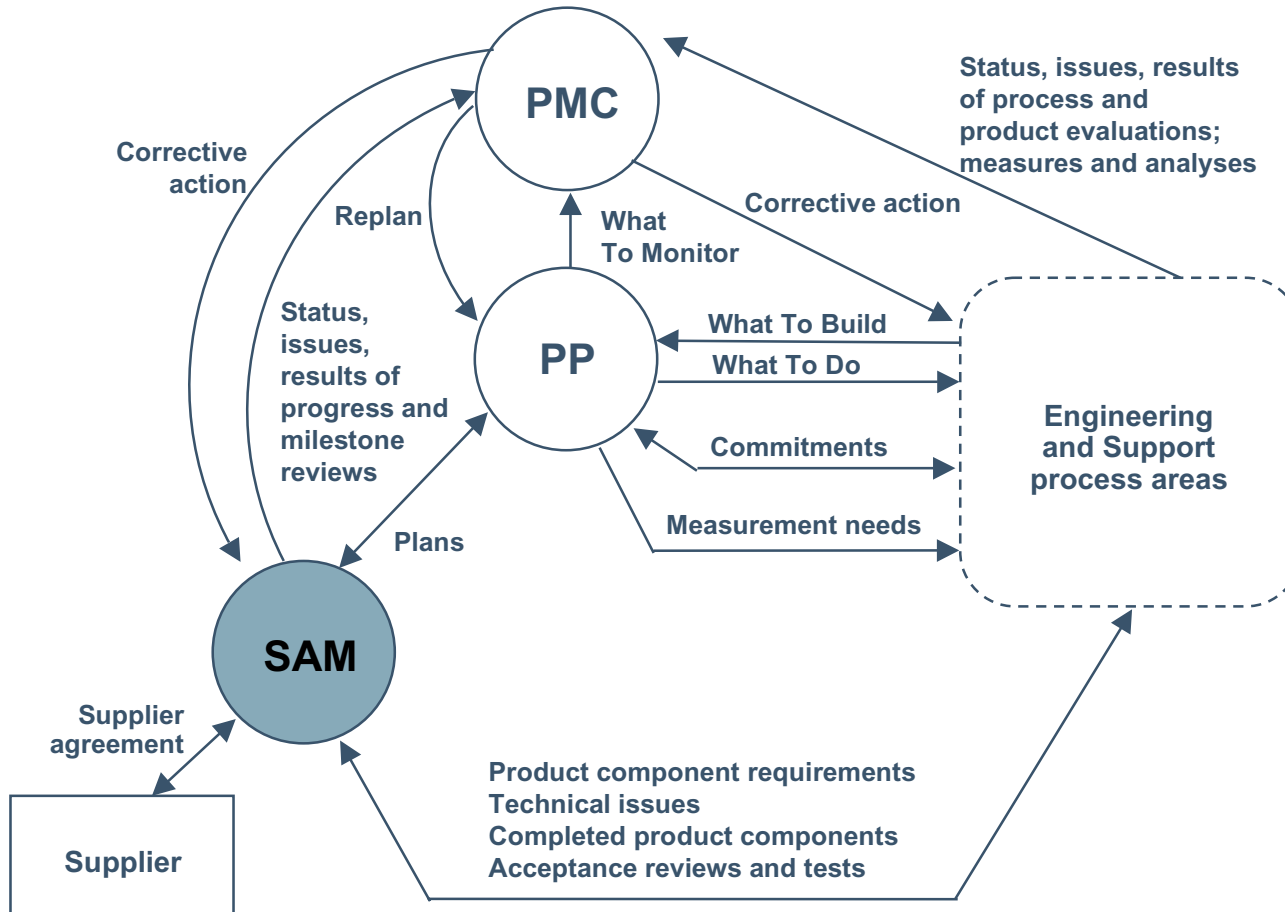 PMC
Status, issues, results
of process and
product evaluations;
measures and analyses
Corrective
action
Replan
What
To Monitor
Corrective action
Status,
issues,
results of
progress and
milestone
reviews
PP
What To Build
What To Do
Commitments
Measurement needs
Engineering
and Support
process areas
Plans
SAM
Supplier
agreement
Supplier
Product component requirements
Technical issues
Completed product components
Acceptance reviews and tests